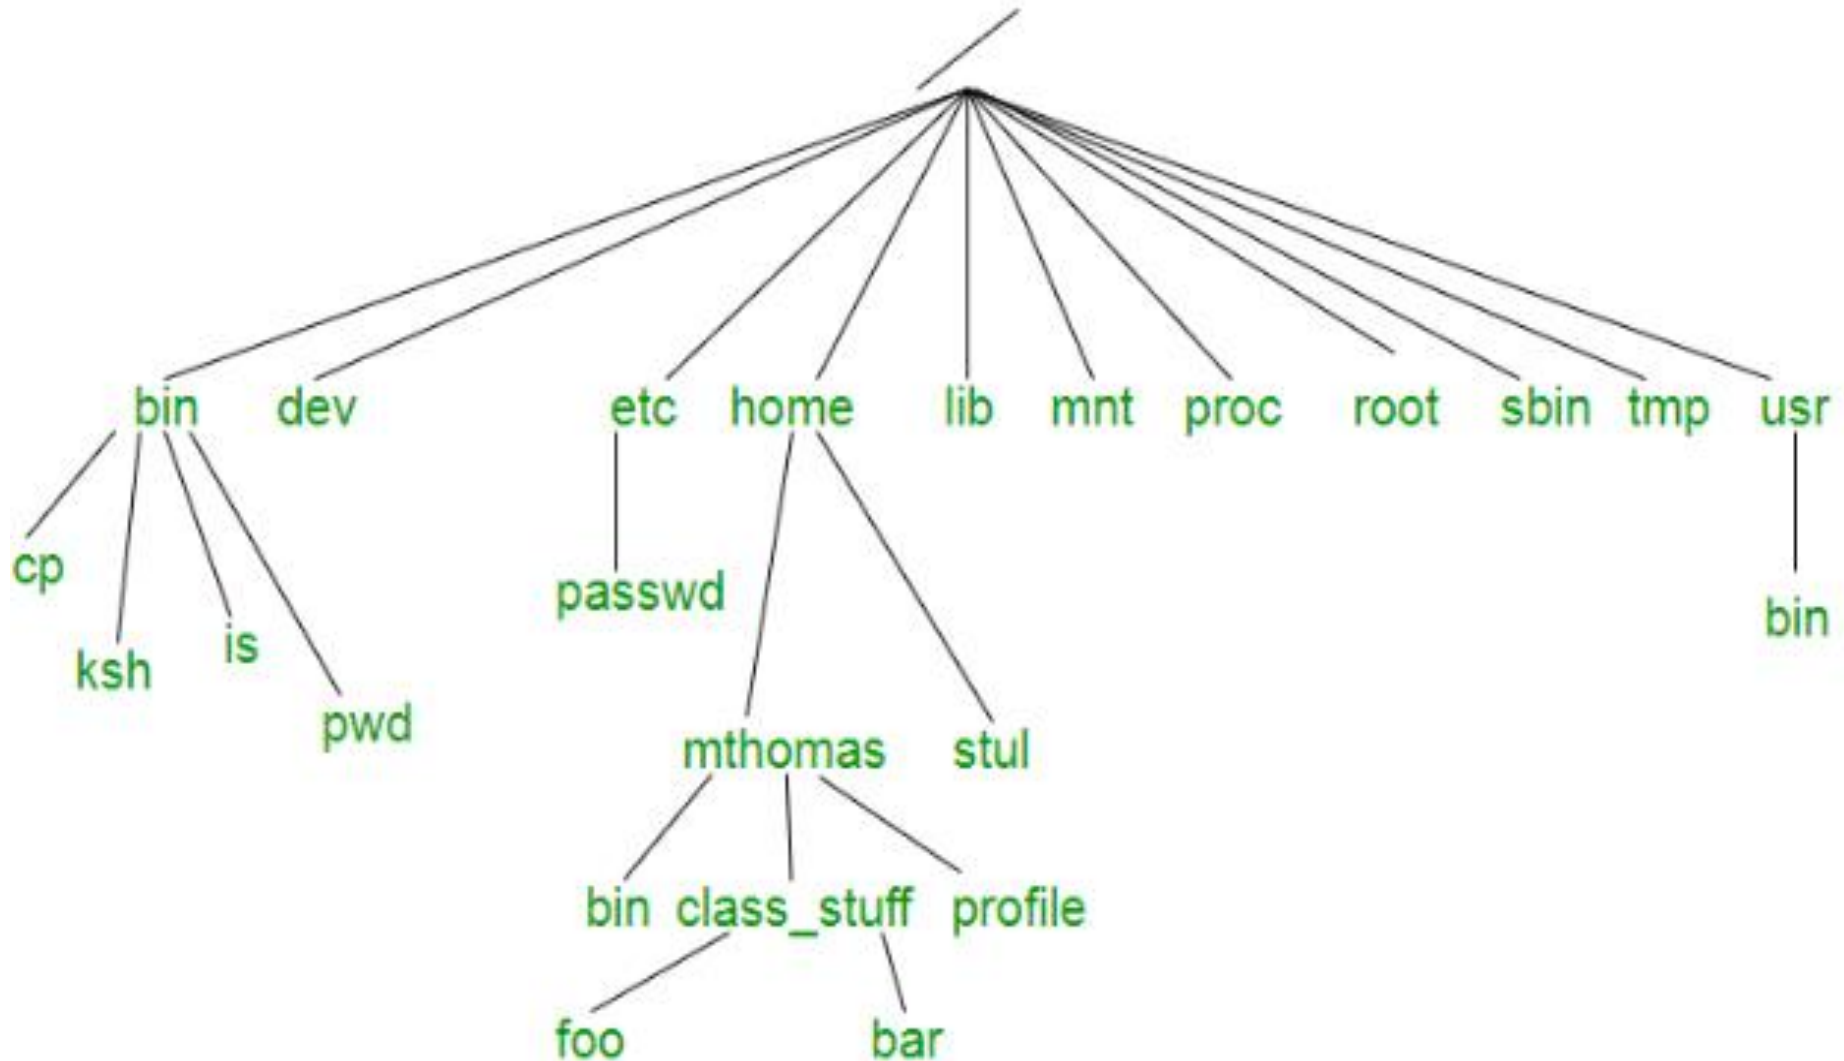 /
bin dev etc home lib mnt proc root sbin tmp usr
cp
passwd
bin
ksh
is
pwd
mthomas stul
bin class_stuff profile
foo bar